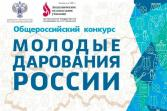 Общероссийский конкурс
МОЛОДЫЕ
ДАРОВАНИЯ
РОССИИ